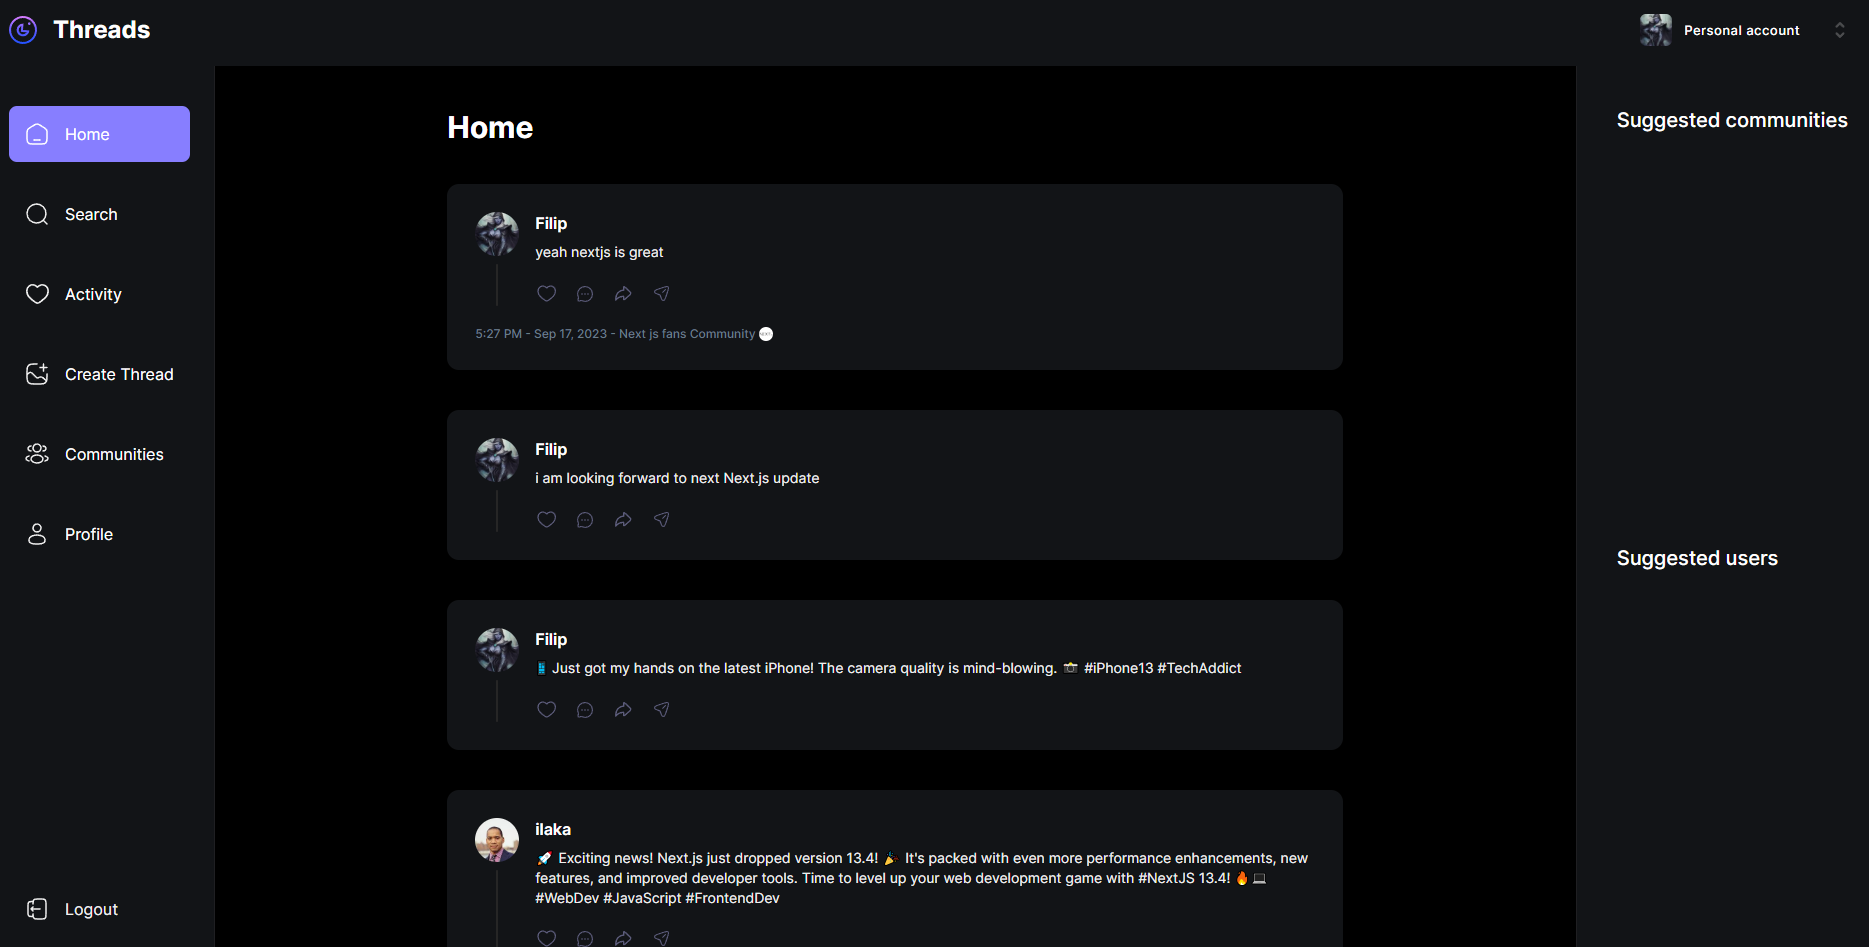 Threads
Personal account
Home
Search
Activity
Create Thread
Communities
Profile
Logout
Home
Filip
yeah nextjs is great
5:27 PM - Sep 17, 2023 - Next js fans Community
Filip
i am looking forward to next Next.js update
Filip
📱 Just got my hands on the latest iPhone! The camera quality is mind-blowing. 📸 #iPhone13 #TechAddict
ilaka
🚀 Exciting news! Next.js just dropped version 13.4! 🎉 It's packed with even more performance enhancements, new
features, and improved developer tools. Time to level up your web development game with #NextJS 13.4! 🔥💻
#WebDev #JavaScript #FrontendDev
Suggested communities
Suggested users